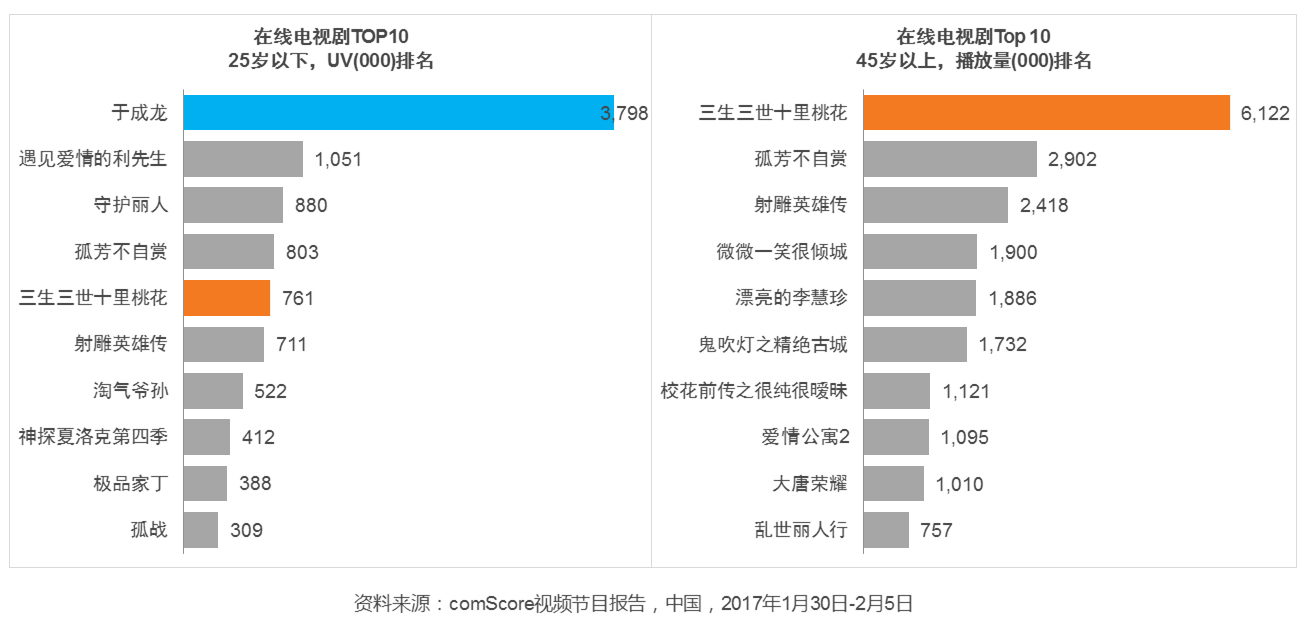 在线电视剧TOP10
25岁以下，UV(000)排名
于成龙 3,798
遇见爱情的利先生 1,051
守护丽人 880
孤芳不自赏 803
三生三世十里桃花 761
射雕英雄传 711
淘气爷孙 522
神探夏洛克第四季 412
极品家丁 388
孤战 309
在线电视剧Top 10
45岁以上，播放量(000)排名
三生三世十里桃花 6,122
孤芳不自赏 2,902
射雕英雄传 2,418
微微一笑很倾城 1,900
漂亮的李慧珍 1,886
鬼吹灯之精绝古城 1,732
校花前传之很纯很暧昧 1,121
爱情公寓2 1,095
大唐荣耀 1,010
乱世丽人行 757
资料来源：comScore视频节目报告，中国，2017年1月30日-2月5日